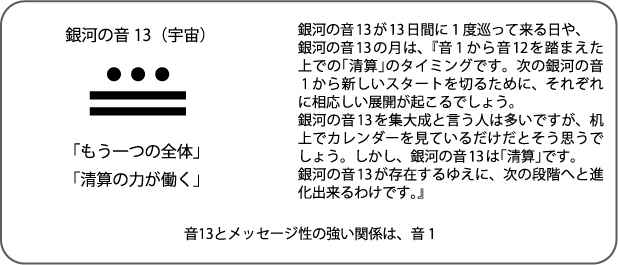 銀河の音13（宇宙）
「もう一つの全体」
「清算の力が働く」
銀河の音13が13日間に１度巡って来る日や、
銀河の音13の月は、『音１から音12を踏まえた
上での「清算」のタイミングです。次の銀河の音
１から新しいスタートを切るために、それぞれ
に相応しい展開が起こるでしょう。
銀河の音13を集大成と言う人は多いですが、机
上でカレンダーを見ているだけだとそう思うで
しょう。しかし、銀河の音13は「清算」です。
銀河の音13が存在するゆえに、次の段階へと進
化出来るわけです。』
音13とメッセージ性の強い関係は、音１